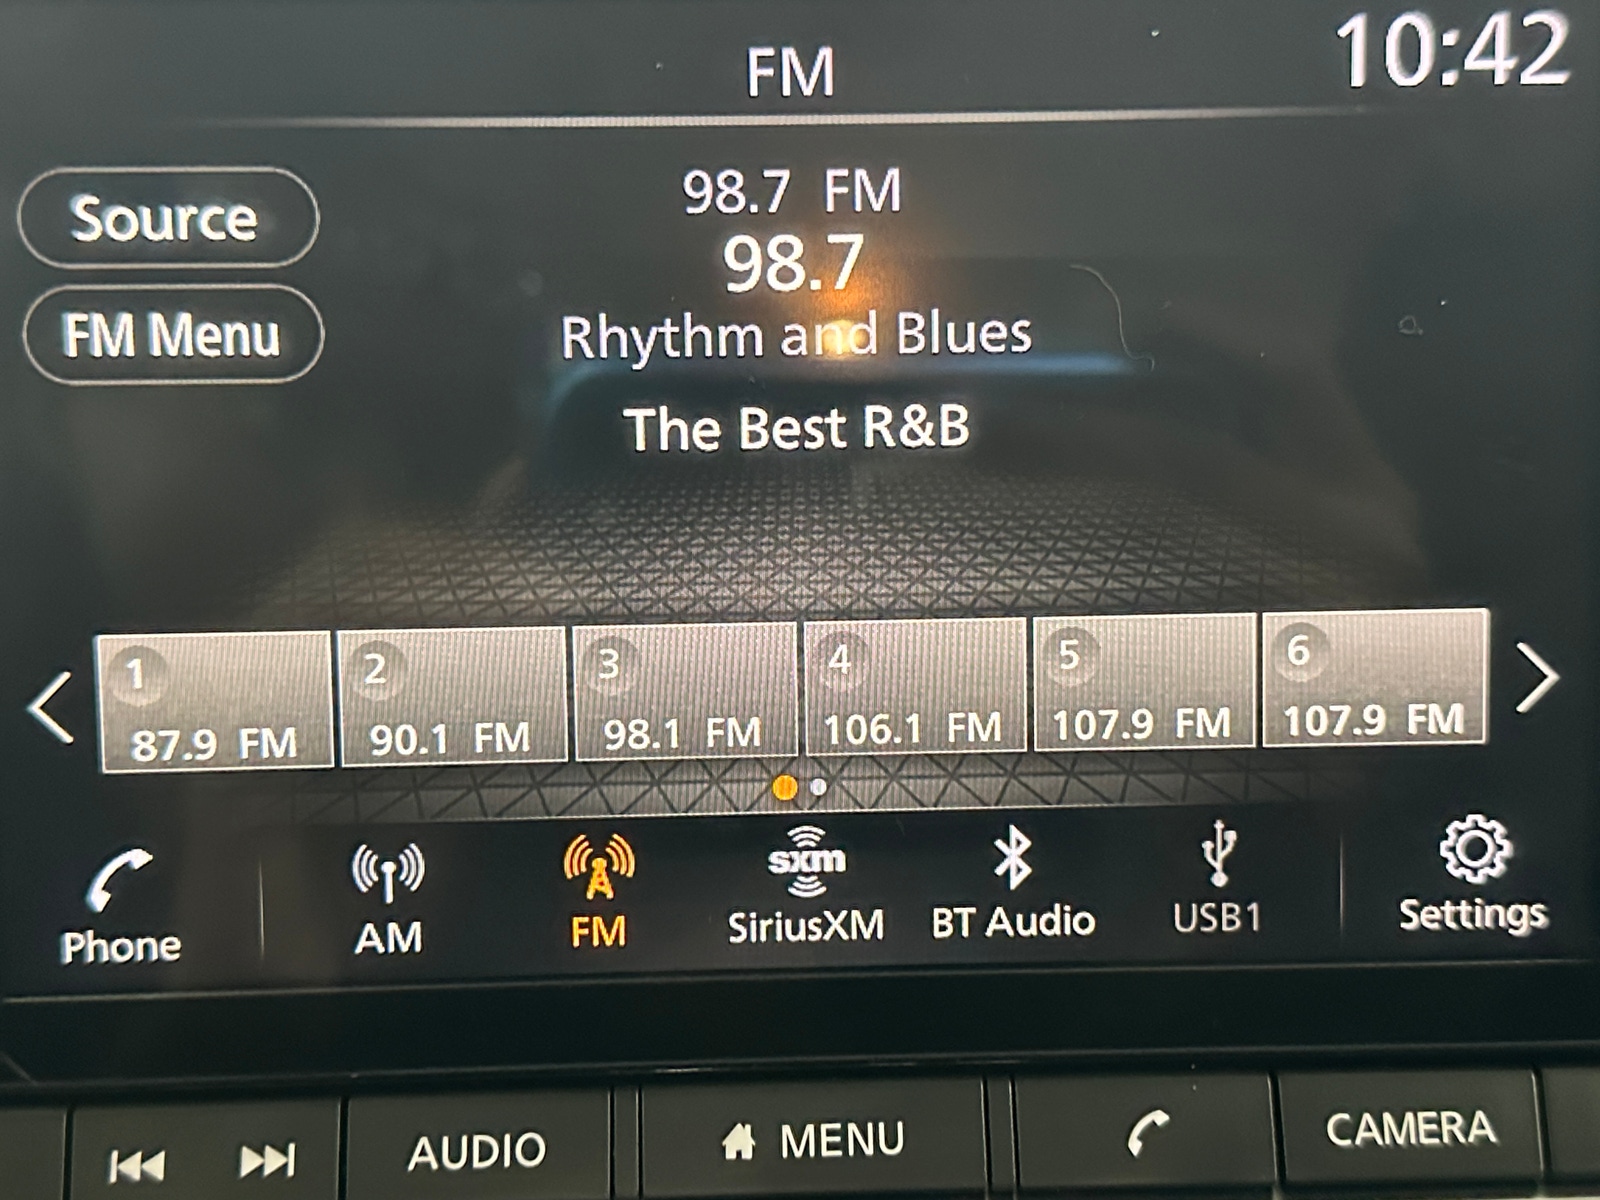 FM
10:42
Source
FM Menu
98.7 FM
98.7
Rhythm and Blues
The Best R&B
1
87.9 FM
2
90.1 FM
3
98.1 FM
4
106.1 FM
5
107.9 FM
6
107.9 FM
Phone
AM
FM
sxm
SiriusXM
BT Audio
USB1
Settings
AUDIO
MENU
CAMERA